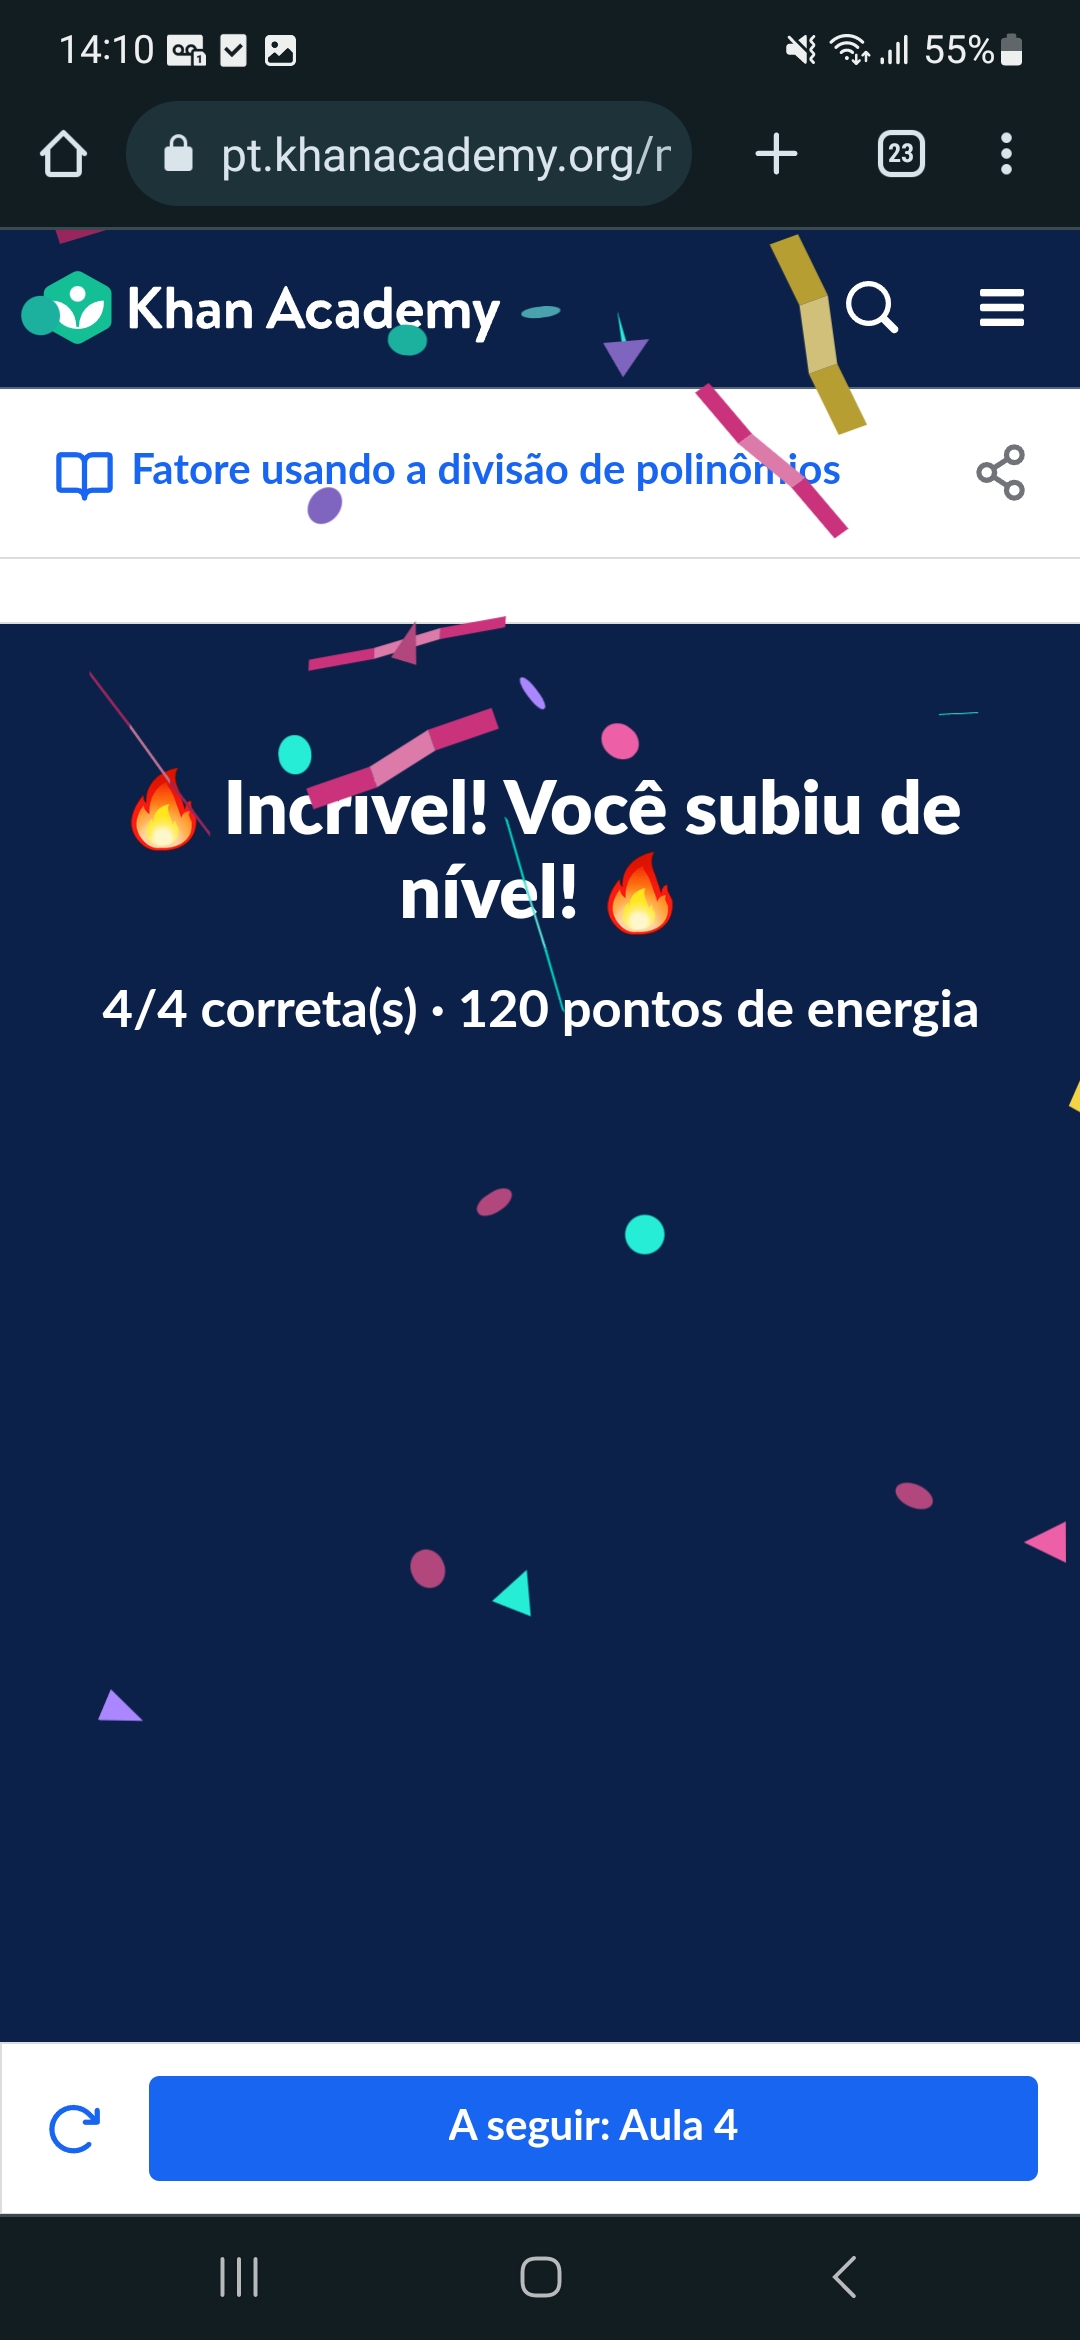 14:10
55%
pt.khanacademy.org/r
23
Khan Academy
Fatore usando a divisão de polinômios
🔥 Incrível! Você subiu de
nível! 🔥
4/4 correta(s) · 120 pontos de energia
A seguir: Aula 4